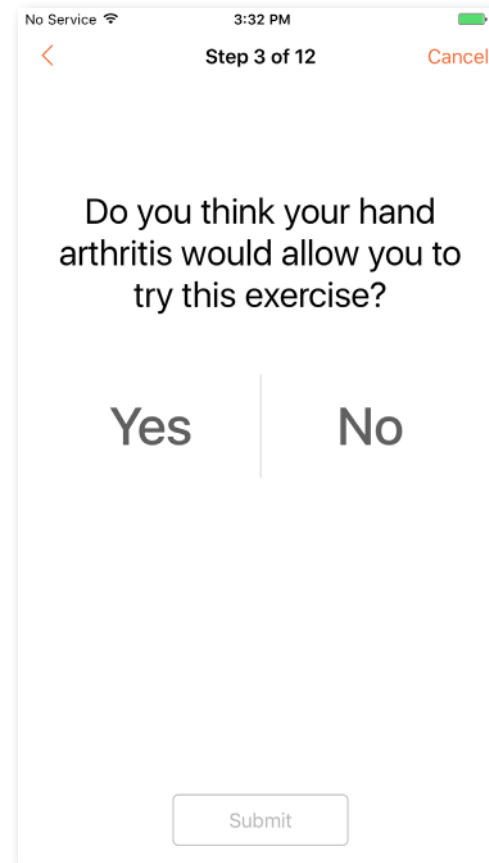 No Service 3:32 PM
Step 3 of 12 Cancel
Do you think your hand
arthritis would allow you to
try this exercise?
Yes No
Submit